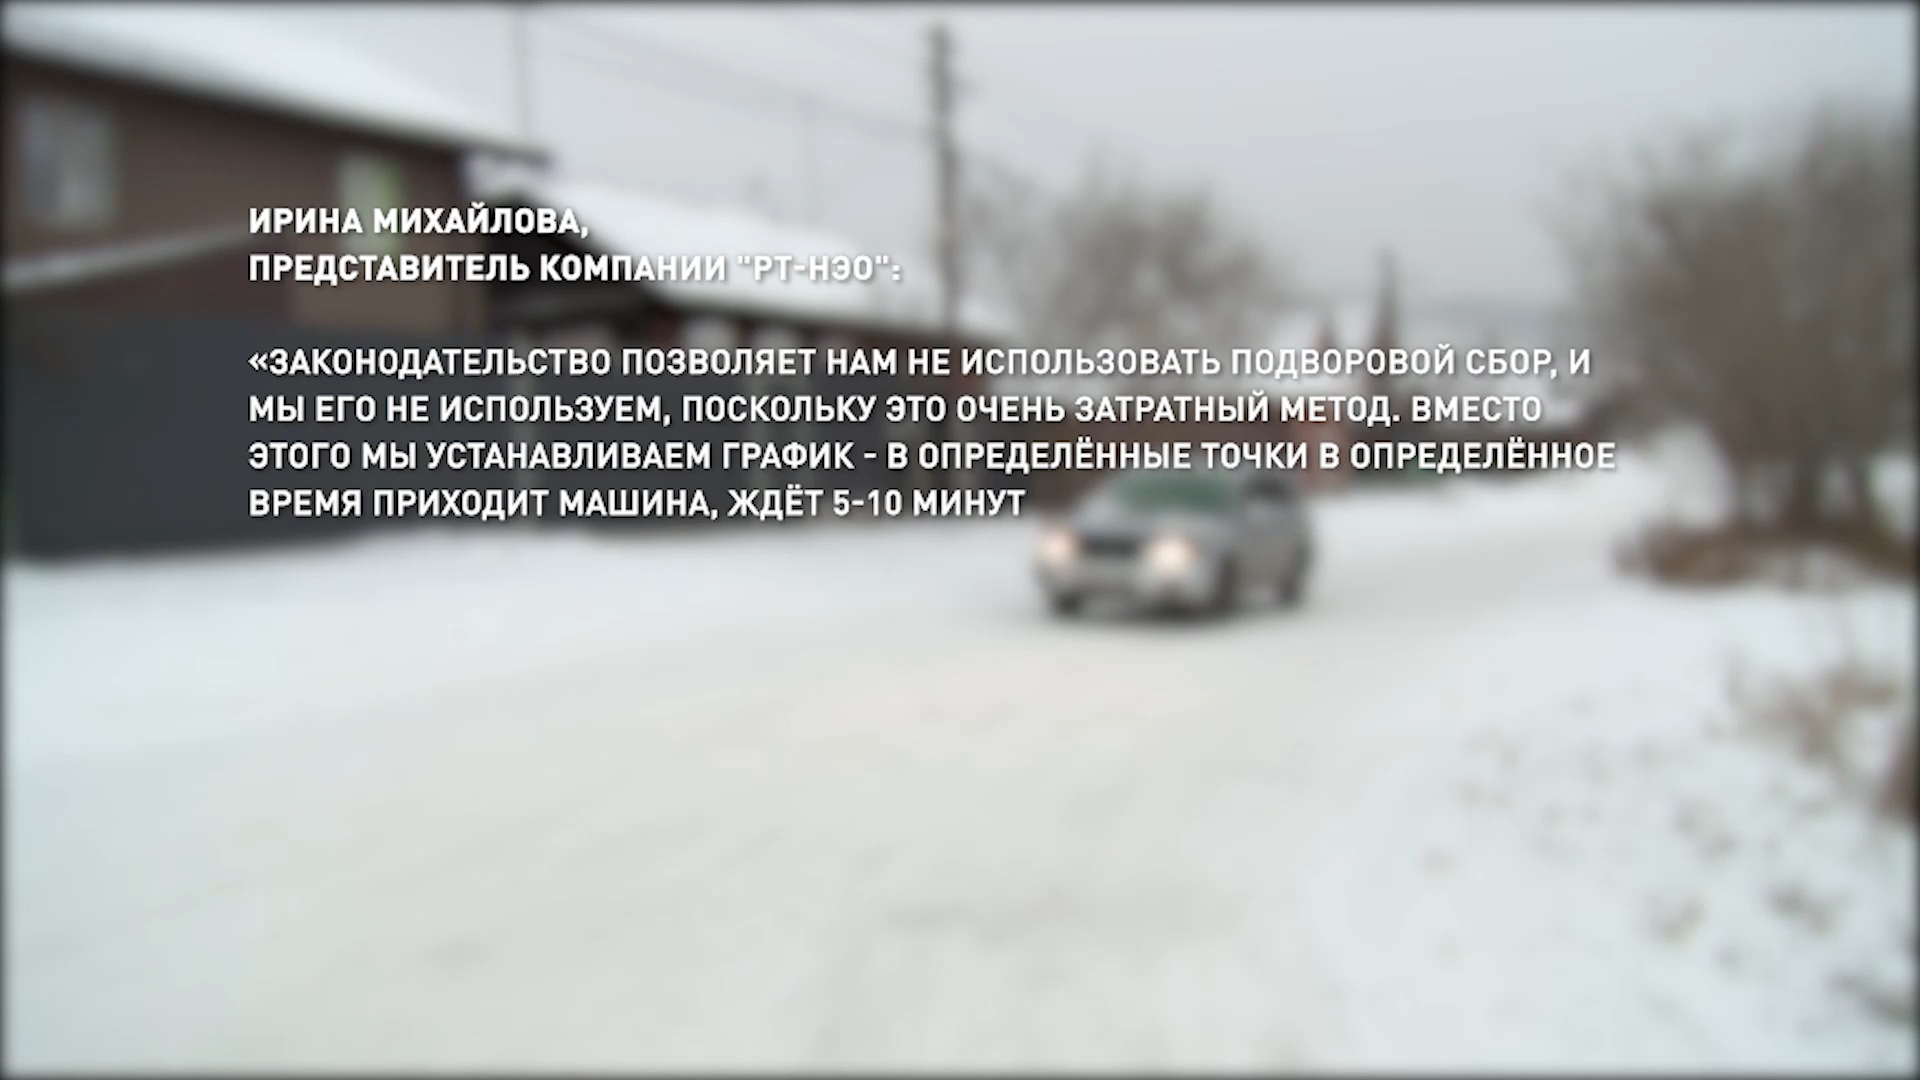 ИРИНА МИХАЙЛОВА,
ПРЕДСТАВИТЕЛЬ КОМПАНИИ "РТ-НЭО":
«ЗАКОНОДАТЕЛЬСТВО ПОЗВОЛЯЕТ НАМ НЕ ИСПОЛЬЗОВАТЬ ПОДВОРОВОЙ СБОР, И
МЫ ЕГО НЕ ИСПОЛЬЗУЕМ, ПОСКОЛЬКУ ЭТО ОЧЕНЬ ЗАТРАТНЫЙ МЕТОД. ВМЕСТО
ЭТОГО МЫ УСТАНАВЛИВАЕМ ГРАФИК - В ОПРЕДЕЛЁННЫЕ ТОЧКИ В ОПРЕДЕЛЁННОЕ
ВРЕМЯ ПРИХОДИТ МАШИНА, ЖДЁТ 5-10 МИНУТ